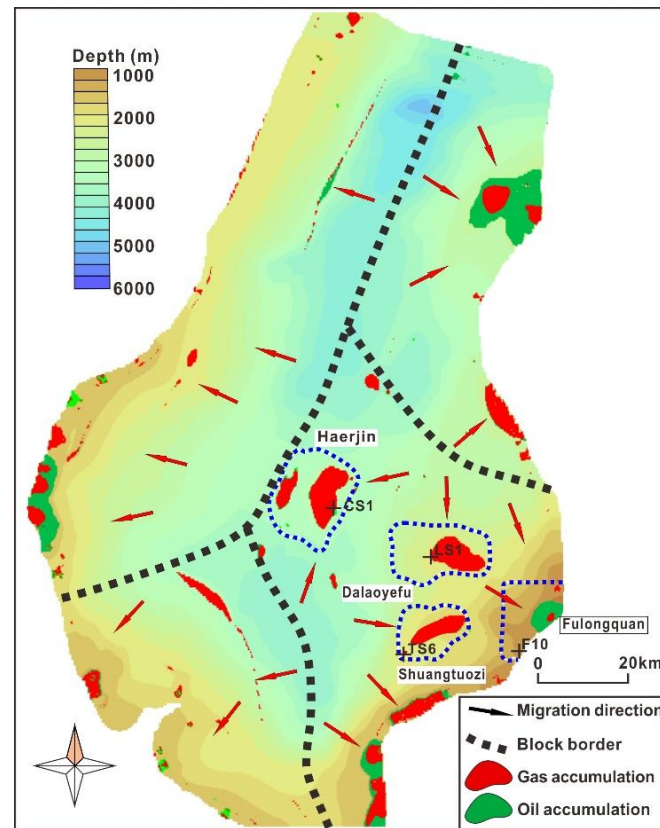 Depth (m)
1000
2000
3000
4000
5000
6000
Haerjin
CS1
LS1
Dalaoyefu
Fulongquan
TS6
F10
Shuangtuozi
0 20km
Migration direction
Block border
Gas accumulation
Oil accumulation